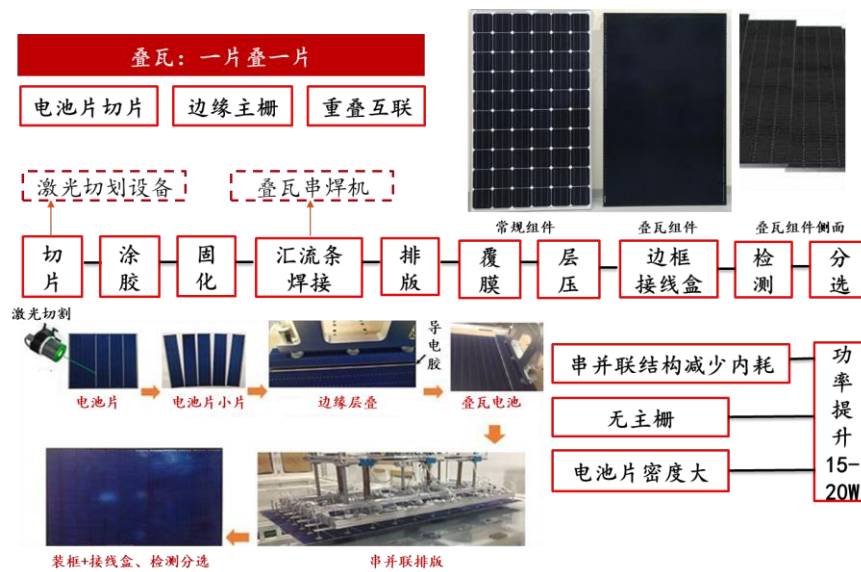 叠瓦：一片叠一片
电池片切片
边缘主栅
重叠互联
激光切划设备
叠瓦串焊机
常规组件
叠瓦组件
叠瓦组件侧面
切片
涂胶
固化
汇流条
焊接
排版
覆膜
层压
边框
接线盒
检测
分选
激光切割
导电胶
电池片
电池片小片
边缘层叠
叠瓦电池
串并联结构减少内耗
无主栅
电池片密度大
功率提升
15-
20W
装框+接线盒、检测分选
串并联排版